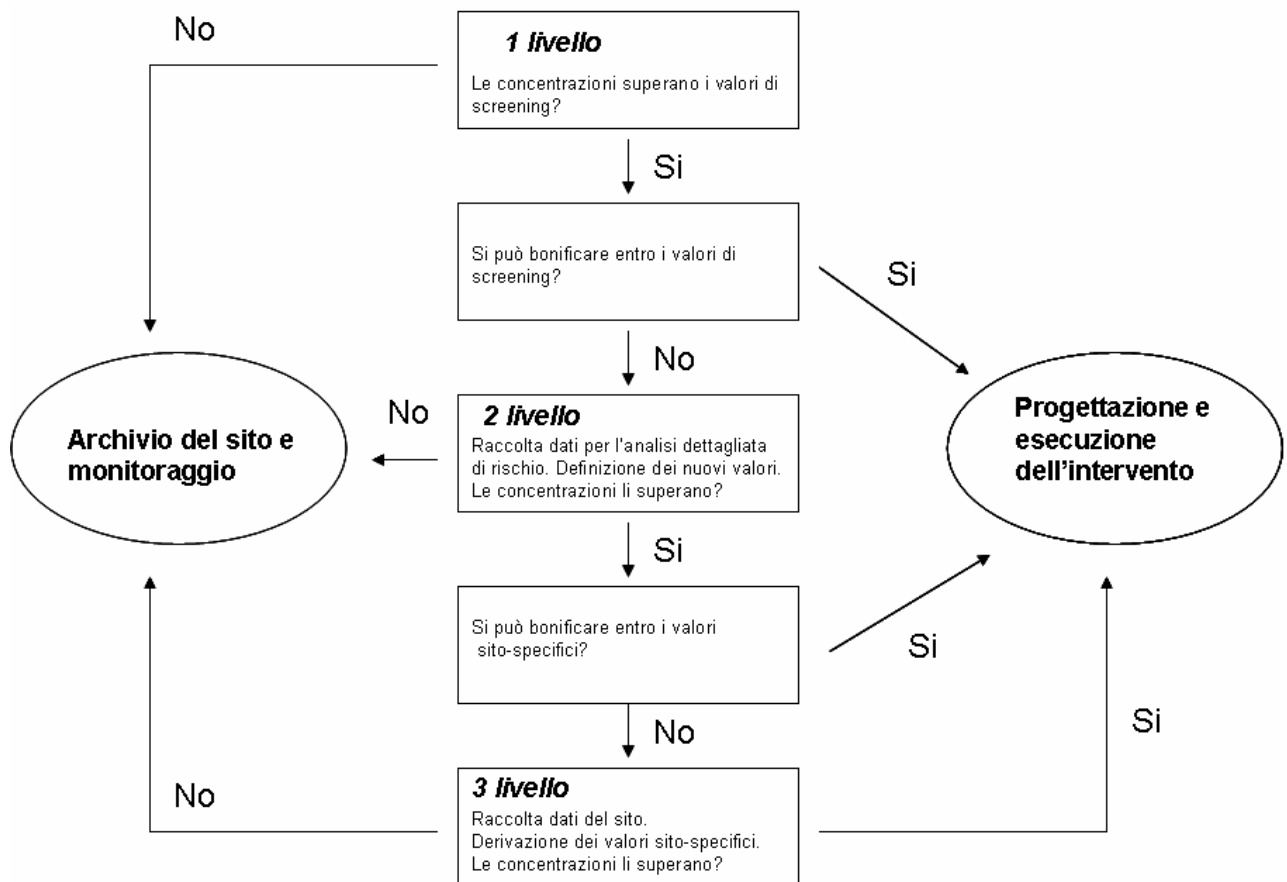 No
1 livello
Le concentrazioni superano i valori di
screening?
Si
Si può bonificare entro i valori di
screening?
Si
No
No
2 livello
Raccolta dati per l'analisi dettagliata
di rischio. Definizione dei nuovi valori.
Le concentrazioni li superano?
Archivio del sito e
monitoraggio
Progettazione e
esecuzione
dell'intervento
Si
Si può bonificare entro i valori
sito-specifici?
Si
No
Si
No
3 livello
Raccolta dati del sito.
Derivazione dei valori sito-specifici.
Le concentrazioni li superano?